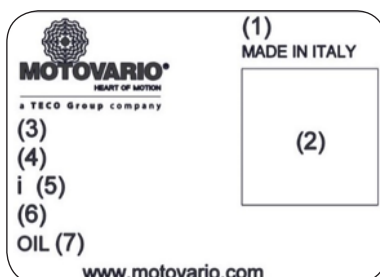 (1)
MADE IN ITALY
MOTOVARIO®
HEART OF MOTION
a TECO Group company
(2)
(3)
(4)
i (5)
(6)
OIL (7)
www.motovario.com